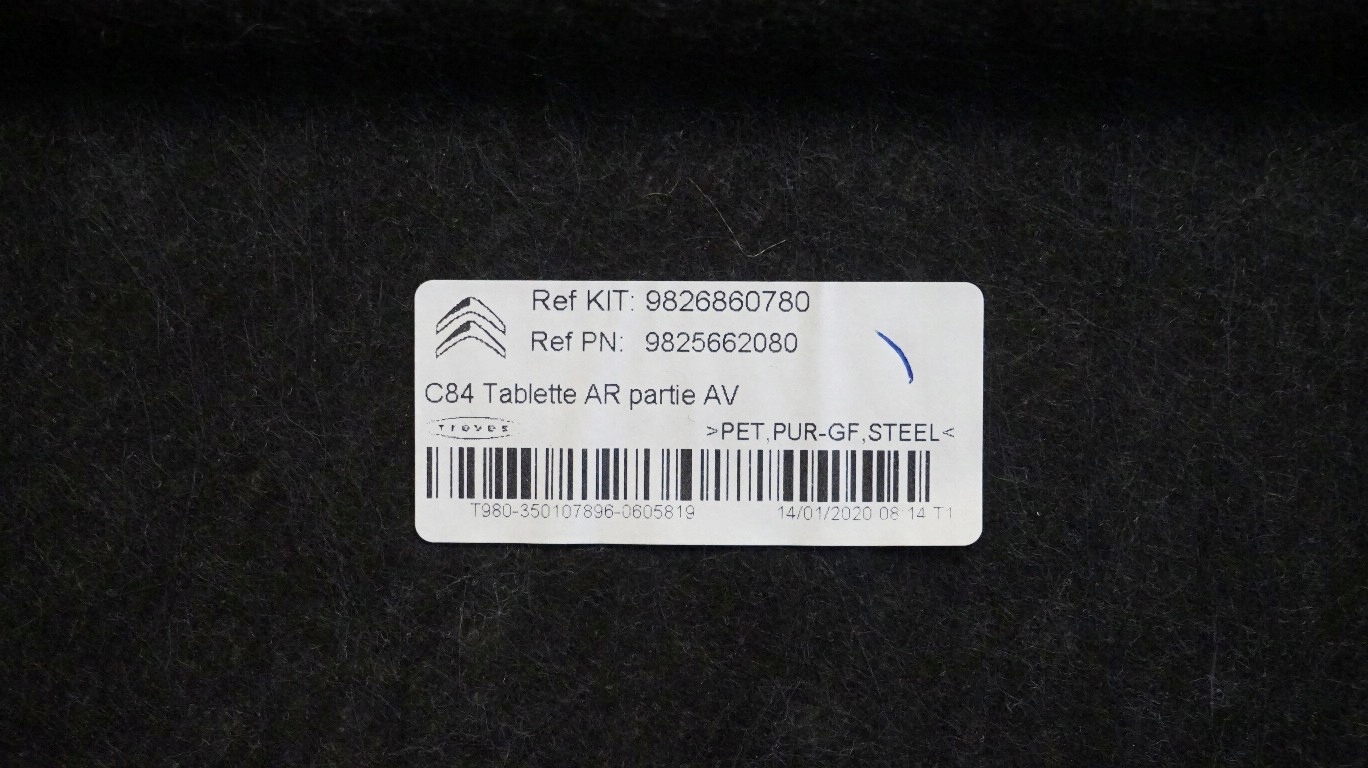 Ref KIT: 9826860780
Ref PN: 9825662080
C84 Tablette AR partie AV
TREVES
>PET,PUR-GF,STEEL<
T980-350107896-0605819
14/01/2020 08:14 T1